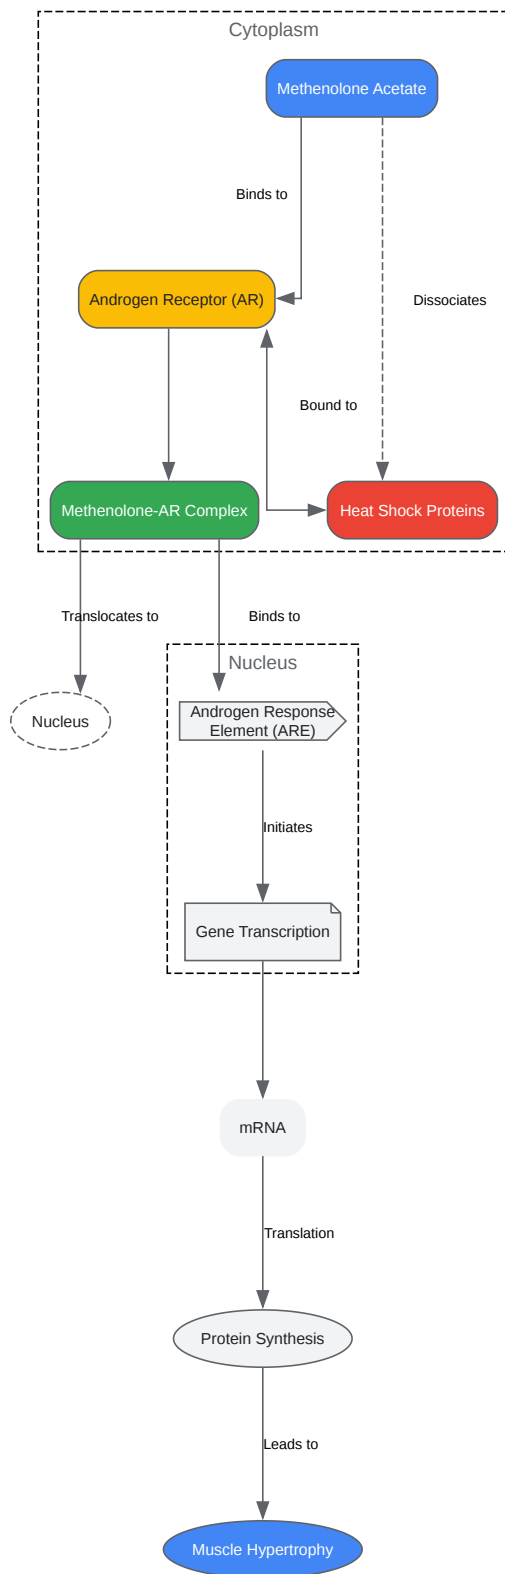 Cytoplasm
Methenolone Acetate
Binds to
Androgen Receptor (AR)
Dissociates
Bound to
Methenolone-AR Complex
Heat Shock Proteins
Translocates to
Binds to
Nucleus
Nucleus
Androgen Response
Element (ARE)
Initiates
Gene Transcription
mRNA
Translation
Protein Synthesis
Leads to
Muscle Hypertrophy